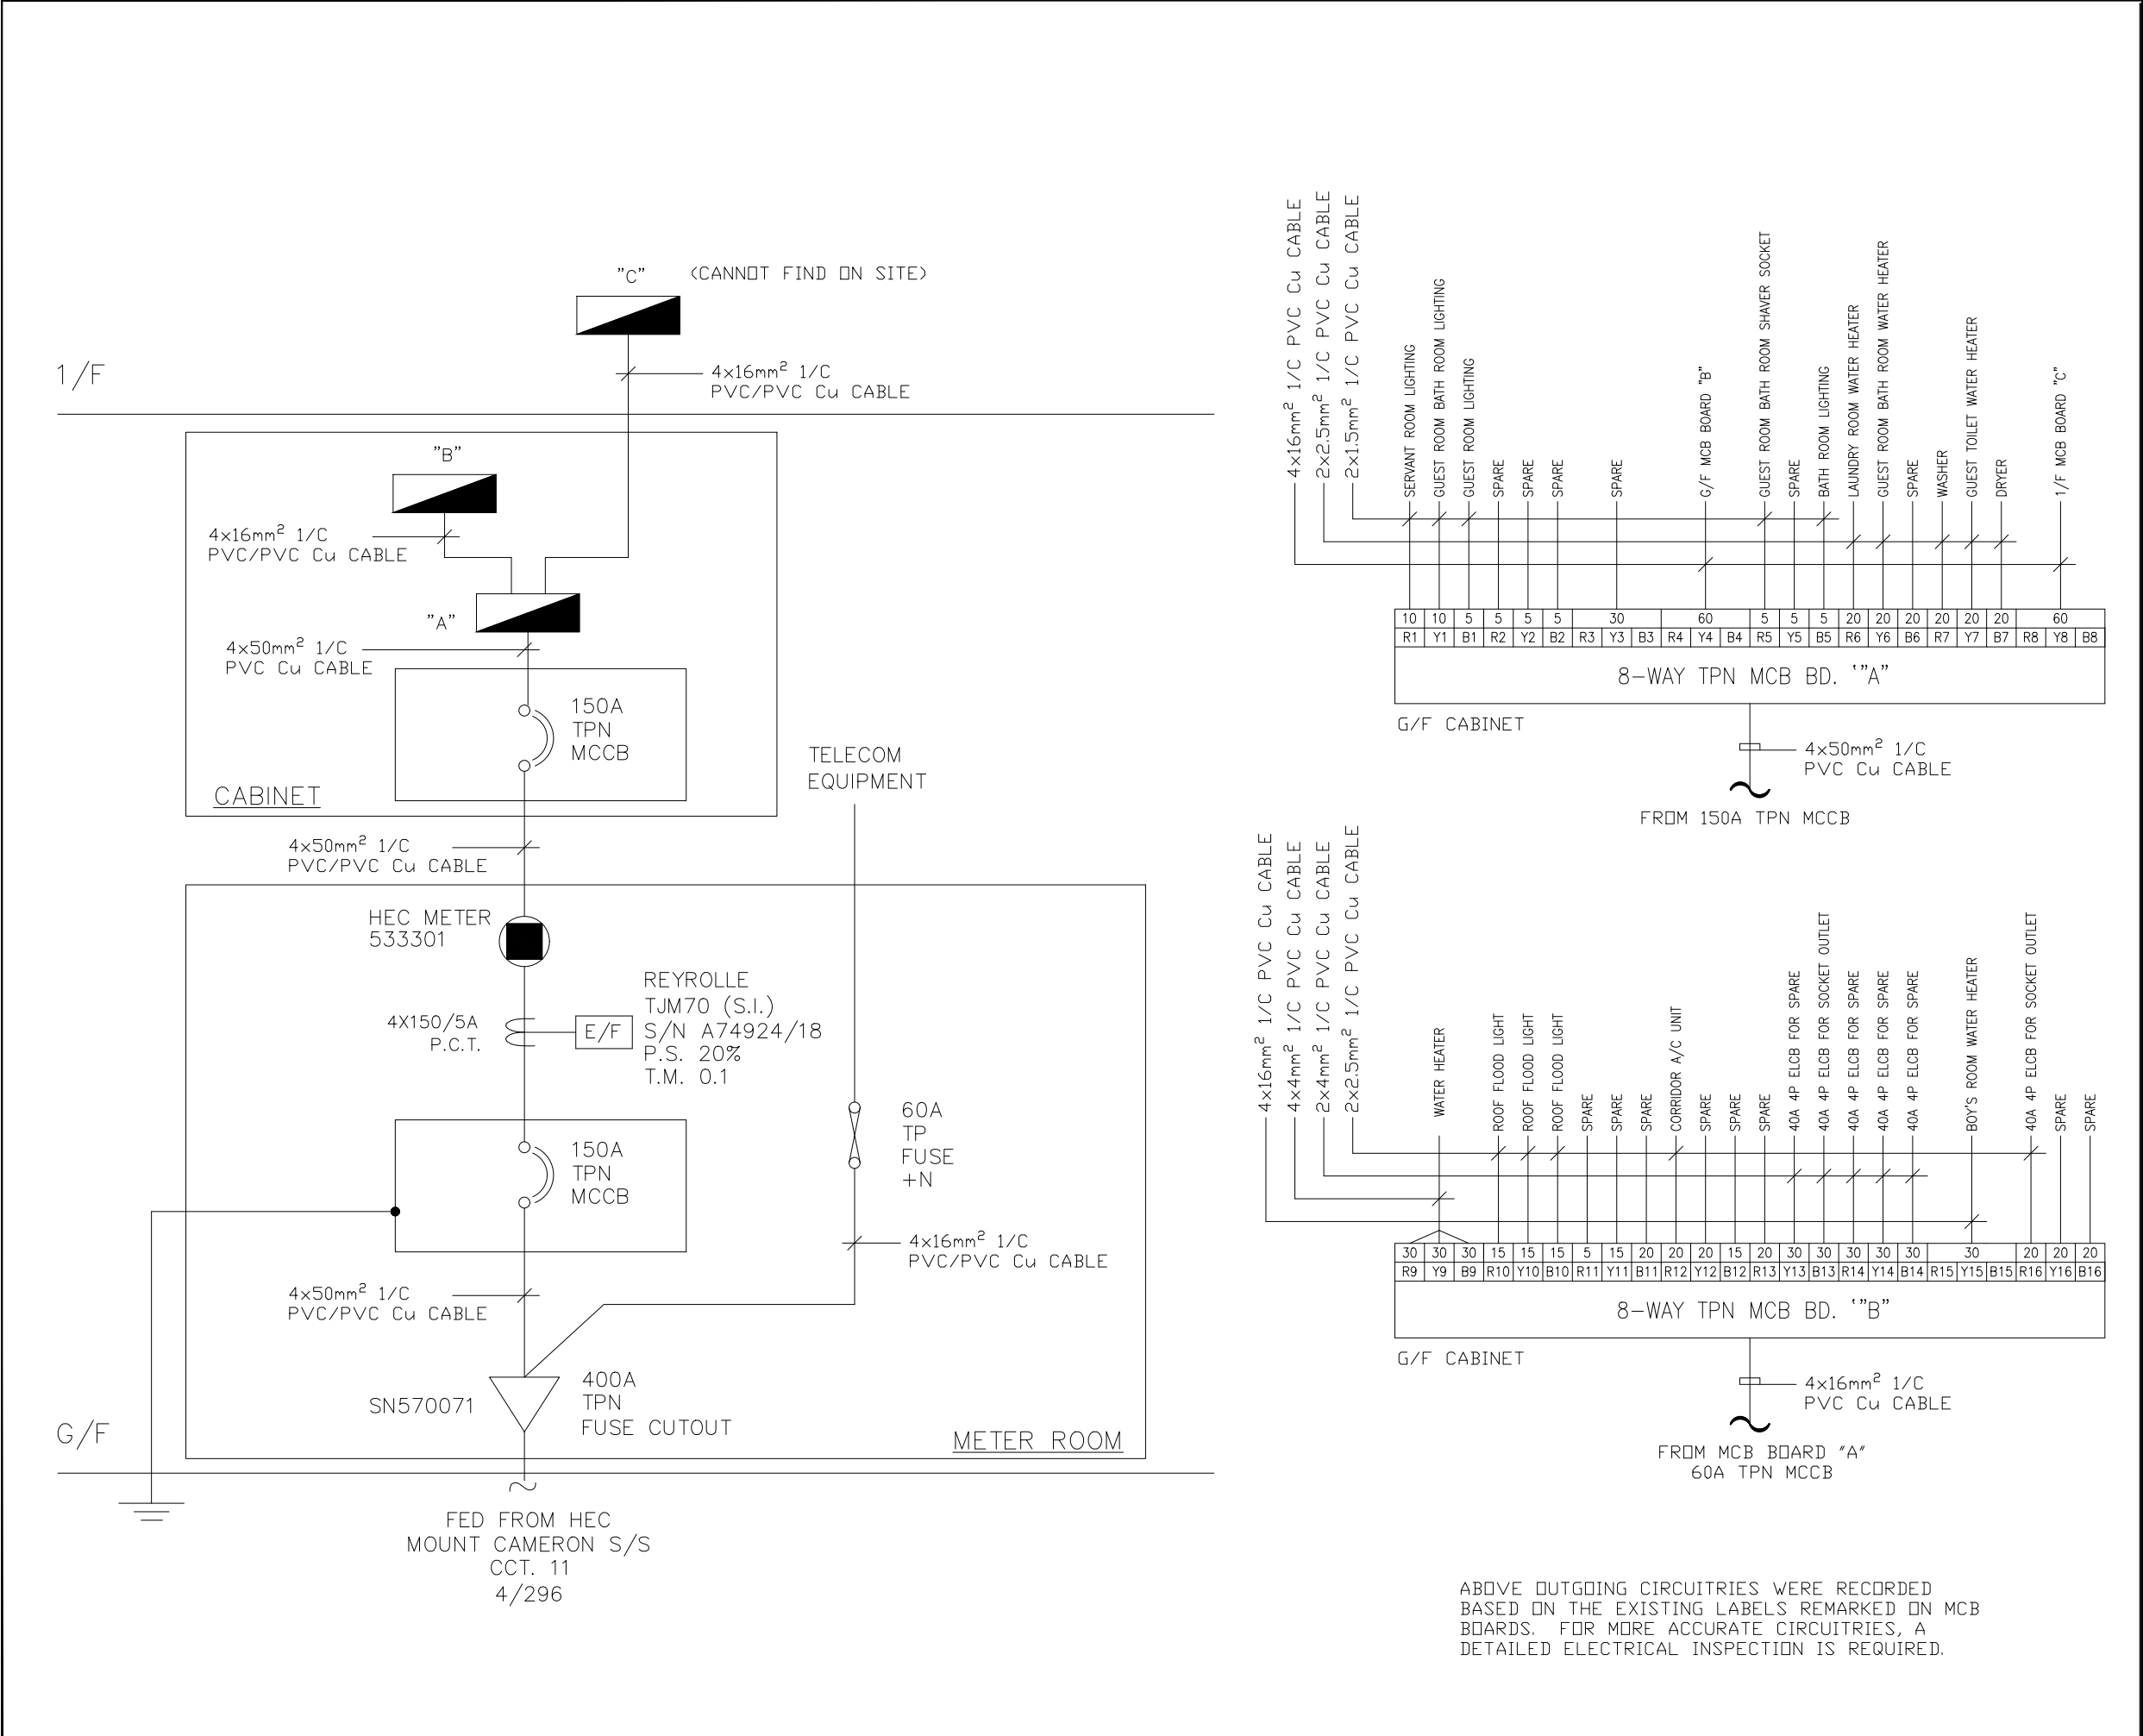 "C" (CANNOT FIND ON SITE)
1/F
4x16mm² 1/C
PVC/PVC Cu CABLE
"B"
4x16mm² 1/C
PVC/PVC Cu CABLE
"A"
4x50mm² 1/C
PVC Cu CABLE
150A
TPN
MCCB
CABINET
TELECOM
EQUIPMENT
4x50mm² 1/C
PVC/PVC Cu CABLE
HEC METER
533301
REYROLLE
TJM70 (S.I.)
S/N A74924/18
P.S. 20%
T.M. 0.1
4X150/5A
P.C.T.
E/F
150A
TPN
MCCB
60A
TP
FUSE
+N
4x16mm² 1/C
PVC/PVC Cu CABLE
4x50mm² 1/C
PVC/PVC Cu CABLE
SN570071
400A
TPN
FUSE CUTOUT
METER ROOM
G/F
FED FROM HEC
MOUNT CAMERON S/S
CCT. 11
4/296
4x16mm² 1/C PVC Cu CABLE
2x2.5mm² 1/C PVC Cu CABLE
2x1.5mm² 1/C PVC Cu CABLE
SERVANT ROOM LIGHTING
GUEST ROOM BATH ROOM LIGHTING
GUEST ROOM LIGHTING
SPARE
SPARE
SPARE
SPARE
G/F MCB BOARD "B"
GUEST ROOM BATH ROOM SHAVER SOCKET
SPARE
BATH ROOM LIGHTING
LAUNDRY ROOM WATER HEATER
GUEST ROOM BATH ROOM WATER HEATER
SPARE
WASHER
GUEST TOILET WATER HEATER
DRYER
1/F MCB BOARD "C"
10 10 5 5 5 5 30 60 5 5 5 20 20 20 20 20 20 60
R1 Y1 B1 R2 Y2 B2 R3 Y3 B3 R4 Y4 B4 R5 Y5 B5 R6 Y6 B6 R7 Y7 B7 R8 Y8 B8
8-WAY TPN MCB BD. '"A"
G/F CABINET
4x50mm² 1/C
PVC Cu CABLE
FROM 150A TPN MCCB
4x16mm² 1/C PVC Cu CABLE
4x4mm² 1/C PVC Cu CABLE
2x4mm² 1/C PVC Cu CABLE
2x2.5mm² 1/C PVC Cu CABLE
WATER HEATER
ROOF FLOOD LIGHT
ROOF FLOOD LIGHT
ROOF FLOOD LIGHT
SPARE
SPARE
SPARE
CORRIDOR A/C UNIT
SPARE
SPARE
SPARE
40A 4P ELCB FOR SPARE
40A 4P ELCB FOR SOCKET OUTLET
40A 4P ELCB FOR SPARE
40A 4P ELCB FOR SPARE
40A 4P ELCB FOR SPARE
BOY'S ROOM WATER HEATER
40A 4P ELCB FOR SOCKET OUTLET
SPARE
SPARE
30 30 30 15 15 15 5 15 20 20 20 15 20 30 30 30 30 30 30 20 20 20
R9 Y9 B9 R10 Y10 B10 R11 Y11 B11 R12 Y12 B12 R13 Y13 B13 R14 Y14 B14 R15 Y15 B15 R16 Y16 B16
8-WAY TPN MCB BD. '"B"
G/F CABINET
4x16mm² 1/C
PVC Cu CABLE
FROM MCB BOARD "A"
60A TPN MCCB
ABOVE OUTGOING CIRCUITRIES WERE RECORDED
BASED ON THE EXISTING LABELS REMARKED ON MCB
BOARDS. FOR MORE ACCURATE CIRCUITRIES, A
DETAILED ELECTRICAL INSPECTION IS REQUIRED.